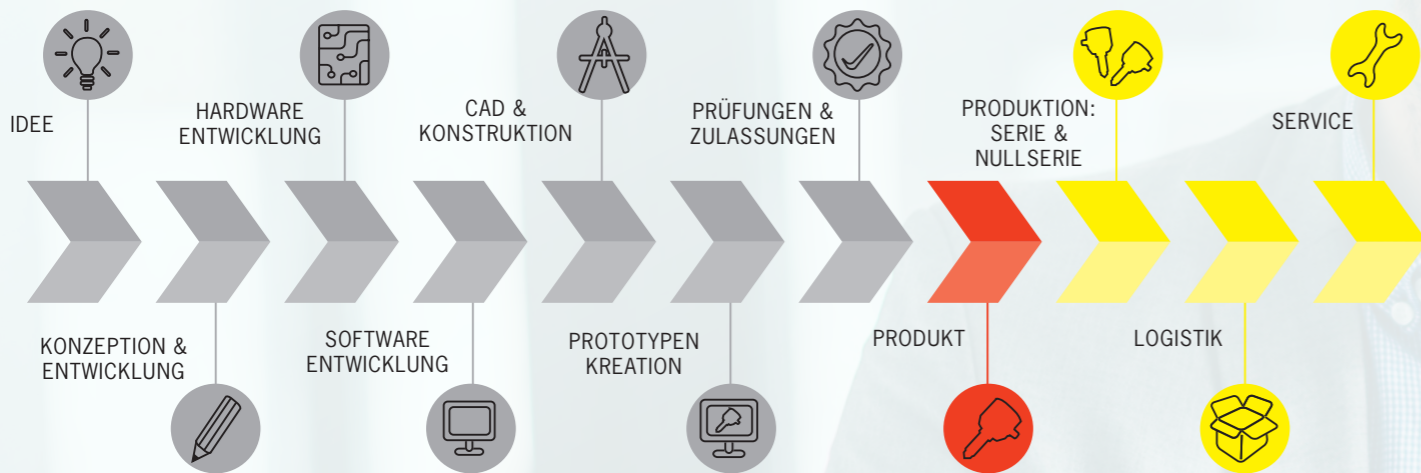 IDEE
HARDWARE
ENTWICKLUNG
CAD &
KONSTRUKTION
PRÜFUNGEN &
ZULASSUNGEN
PRODUKTION:
SERIE &
NULLSERIE
SERVICE
KONZEPTION &
ENTWICKLUNG
SOFTWARE
ENTWICKLUNG
PROTOTYPEN
KREATION
PRODUKT
LOGISTIK